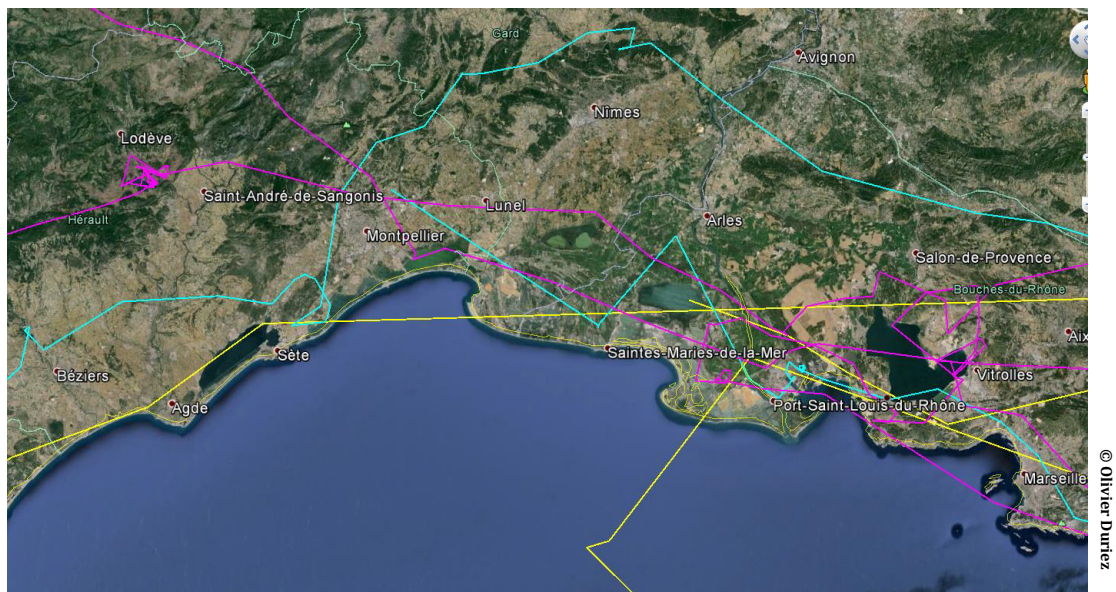 Gard
Avignon
Nîmes
Lodève
Saint-André-de-Sangonis
Lunel
Hérault
Arles
Montpellier
Salon-de-Provence
Bouches-du-Rhône
Aix
Sète
Saintes-Maries-de-la-Mer
Béziers
Vitrolles
Agde
Port-Saint-Louis-du-Rhône
Marseille
© Olivier Duriez